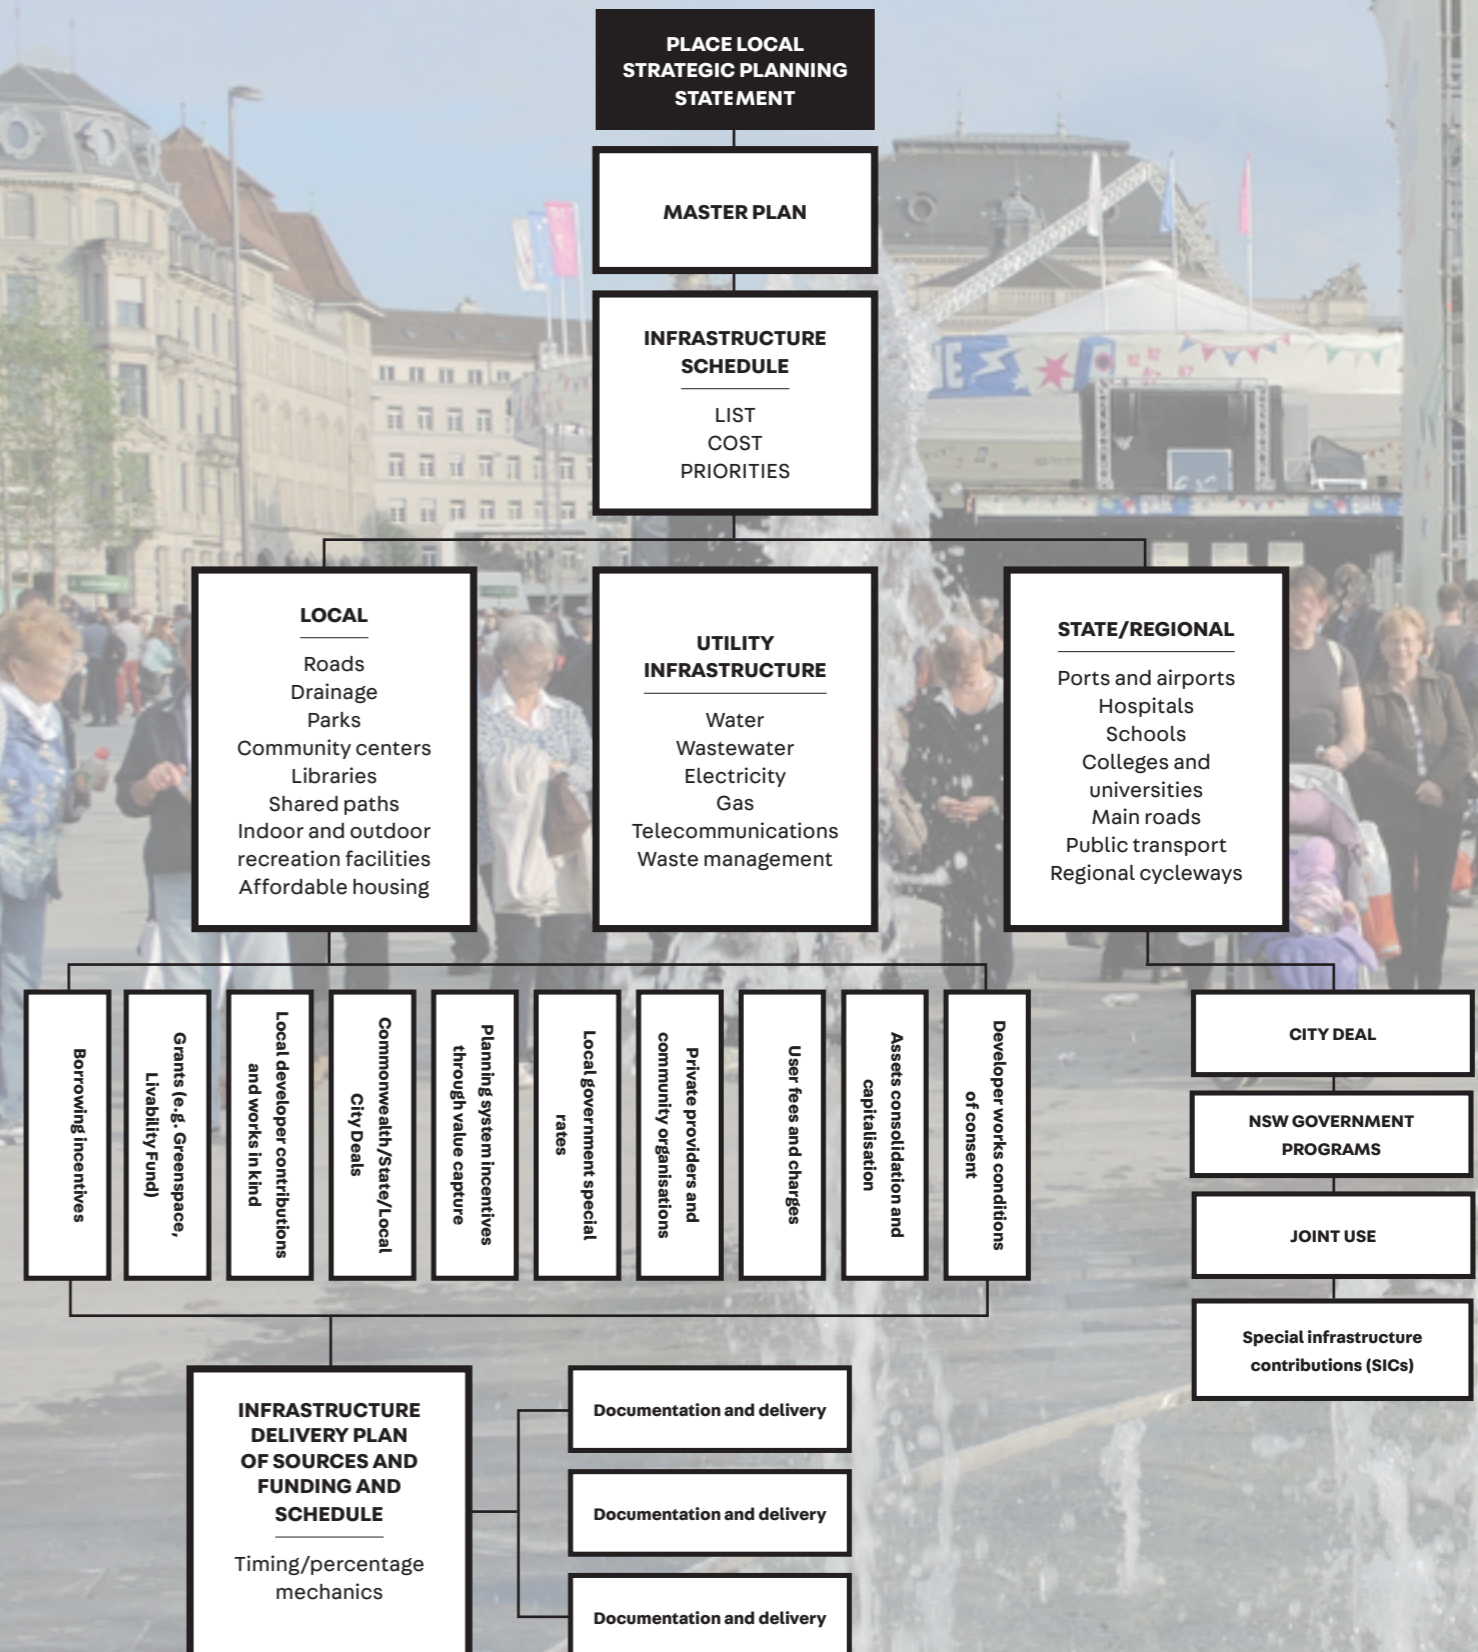 PLACE LOCAL
STRATEGIC PLANNING
STATEMENT
MASTER PLAN
INFRASTRUCTURE
SCHEDULE
LIST
COST
PRIORITIES
LOCAL
Roads
Drainage
Parks
Community centers
Libraries
Shared paths
Indoor and outdoor
recreation facilities
Affordable housing
UTILITY
INFRASTRUCTURE
Water
Wastewater
Electricity
Gas
Telecommunications
Waste management
STATE/REGIONAL
Ports and airports
Hospitals
Schools
Colleges and
universities
Main roads
Public transport
Regional cycleways
Borrowing incentives
Grants (e.g. Greenspace,
Livability Fund)
Local developer contributions
and works in kind
Commonwealth/State/Local
City Deals
Planning system incentives
through value capture
Local government special
rates
Private providers and
community organisations
User fees and charges
Assets consolidation and
capitalisation
Developer works conditions
of consent
CITY DEAL
NSW GOVERNMENT
PROGRAMS
JOINT USE
Special infrastructure
contributions (SICs)
INFRASTRUCTURE
DELIVERY PLAN
OF SOURCES AND
FUNDING AND
SCHEDULE
Timing/percentage
mechanics
Documentation and delivery
Documentation and delivery
Documentation and delivery